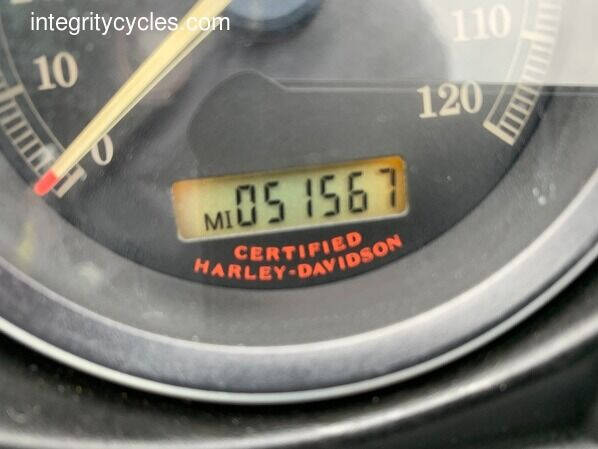 integritycycles.com
110
10
120
0
MI 051567
CERTIFIED
HARLEY-DAVIDSON